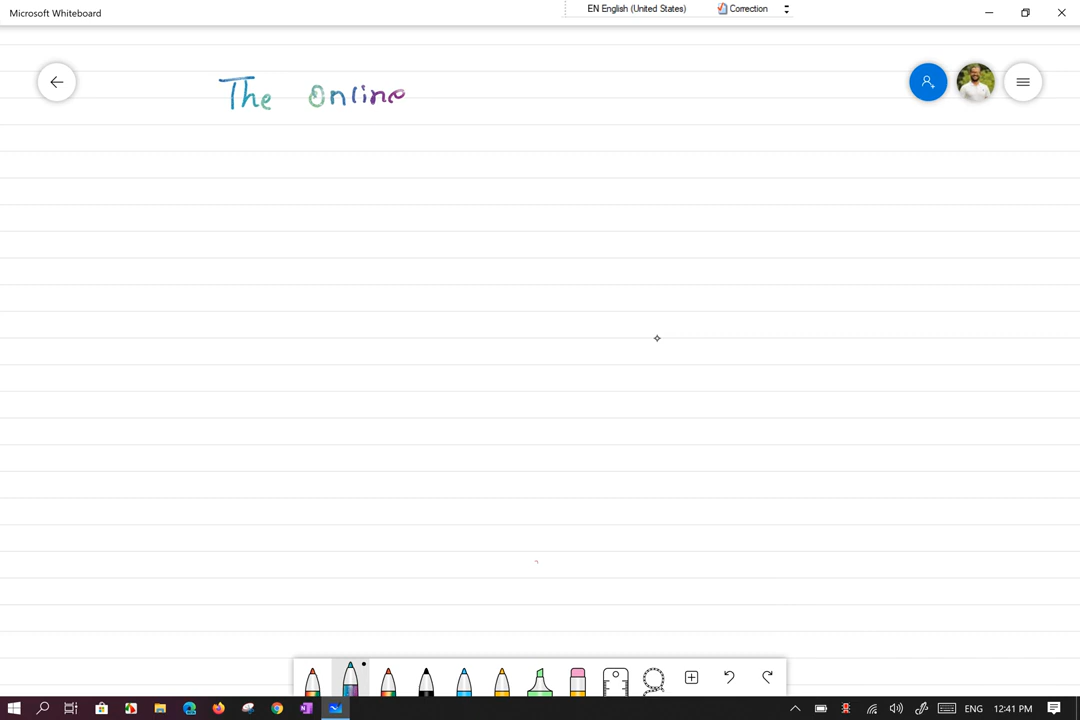 Microsoft Whiteboard
EN English (United States) Correction
The Online
ENG 12:41 PM